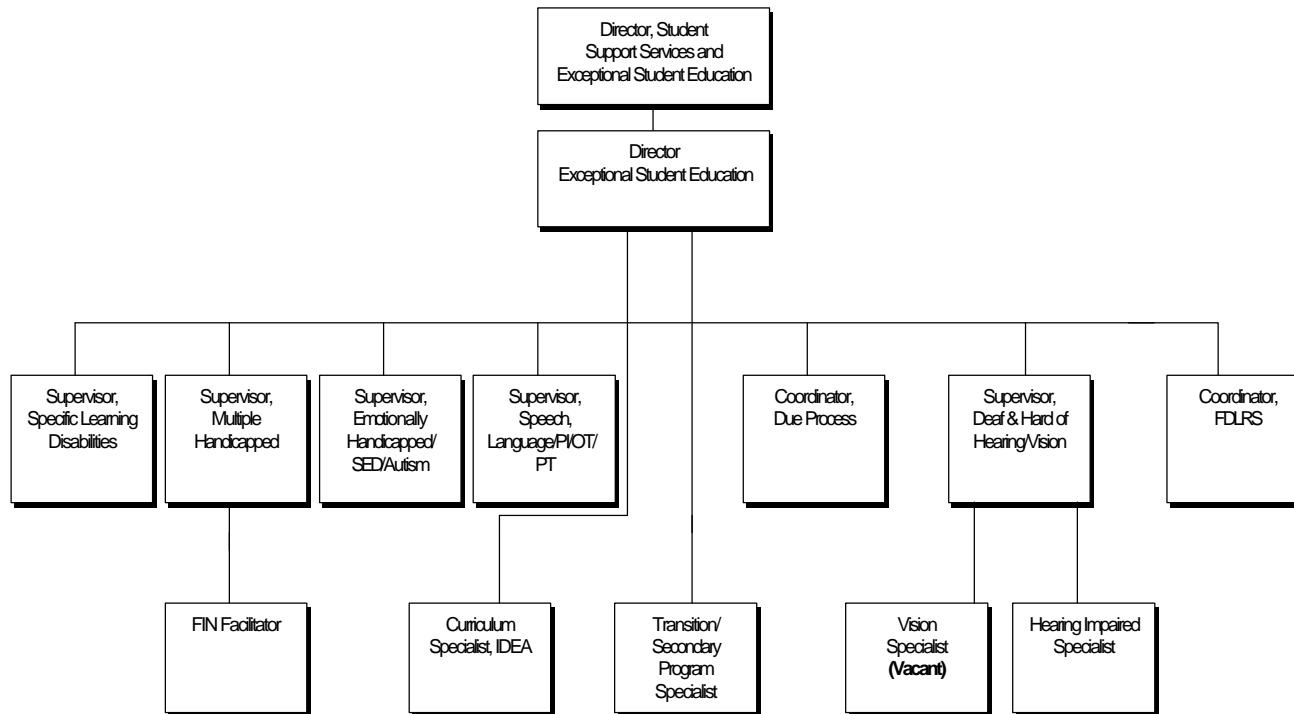 Director, Student
Support Services and
Exceptional Student Education
Director
Exceptional Student Education
Supervisor,
Specific Learning
Disabilities
Supervisor,
Multiple
Handicapped
Supervisor,
Emotionally
Handicapped/
SED/Autism
Supervisor,
Speech,
Language/PI/OT/
PT
Coordinator,
Due Process
Supervisor,
Deaf & Hard of
Hearing/Vision
Coordinator,
FDLRS
FIN Facilitator
Curriculum
Specialist, IDEA
Transition/
Secondary
Program
Specialist
Vision
Specialist
(Vacant)
Hearing Impaired
Specialist